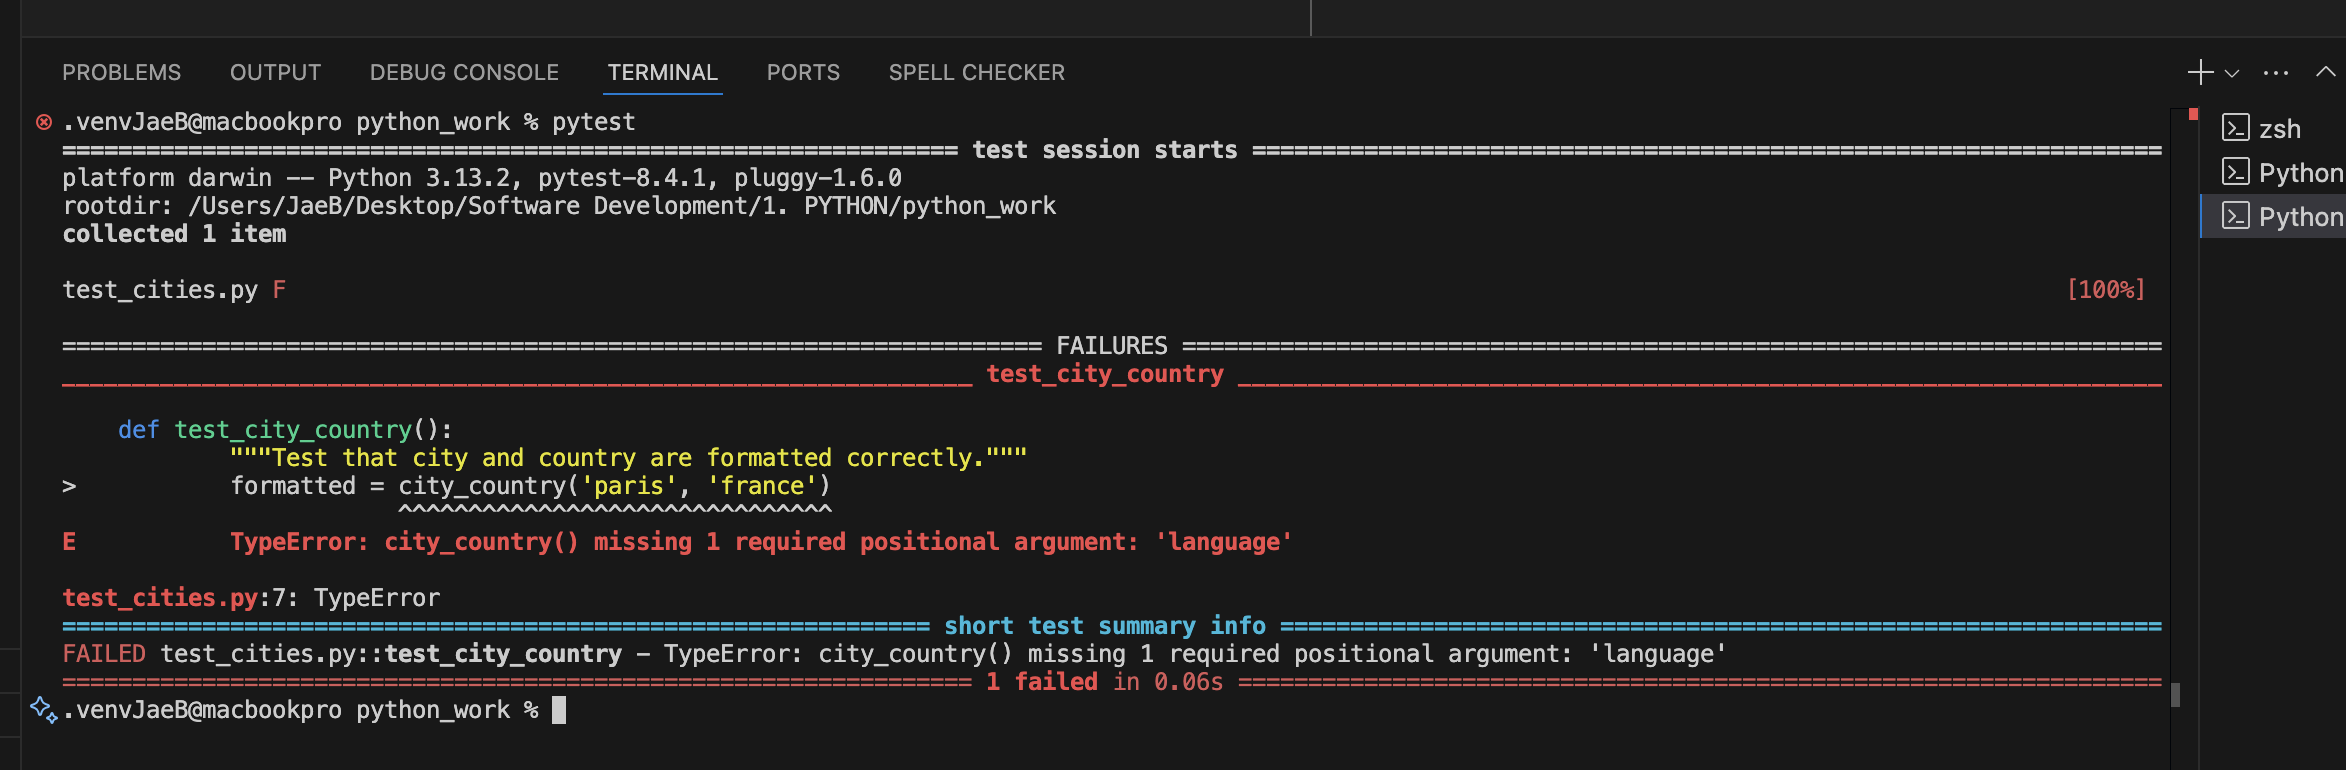 PROBLEMS OUTPUT DEBUG CONSOLE TERMINAL PORTS SPELL CHECKER
.venvJaeB@macbookpro python_work % pytest
================================================================ test session starts =================================================================
platform darwin -- Python 3.13.2, pytest-8.4.1, pluggy-1.6.0
rootdir: /Users/JaeB/Desktop/Software Development/1. PYTHON/python_work
collected 1 item
test_cities.py F [100%]
====================================================================== FAILURES ======================================================================
_________________________________________________________________ test_city_country __________________________________________________________________
def test_city_country():
"""Test that city and country are formatted correctly."""
> formatted = city_country('paris', 'france')
^^^^^^^^^^^^^^^^^^^^^^^^^^^^^^^
E TypeError: city_country() missing 1 required positional argument: 'language'
test_cities.py:7: TypeError
============================================================== short test summary info ===============================================================
FAILED test_cities.py::test_city_country - TypeError: city_country() missing 1 required positional argument: 'language'
================================================================= 1 failed in 0.06s ==================================================================
.venvJaeB@macbookpro python_work %
zsh
Python
Python